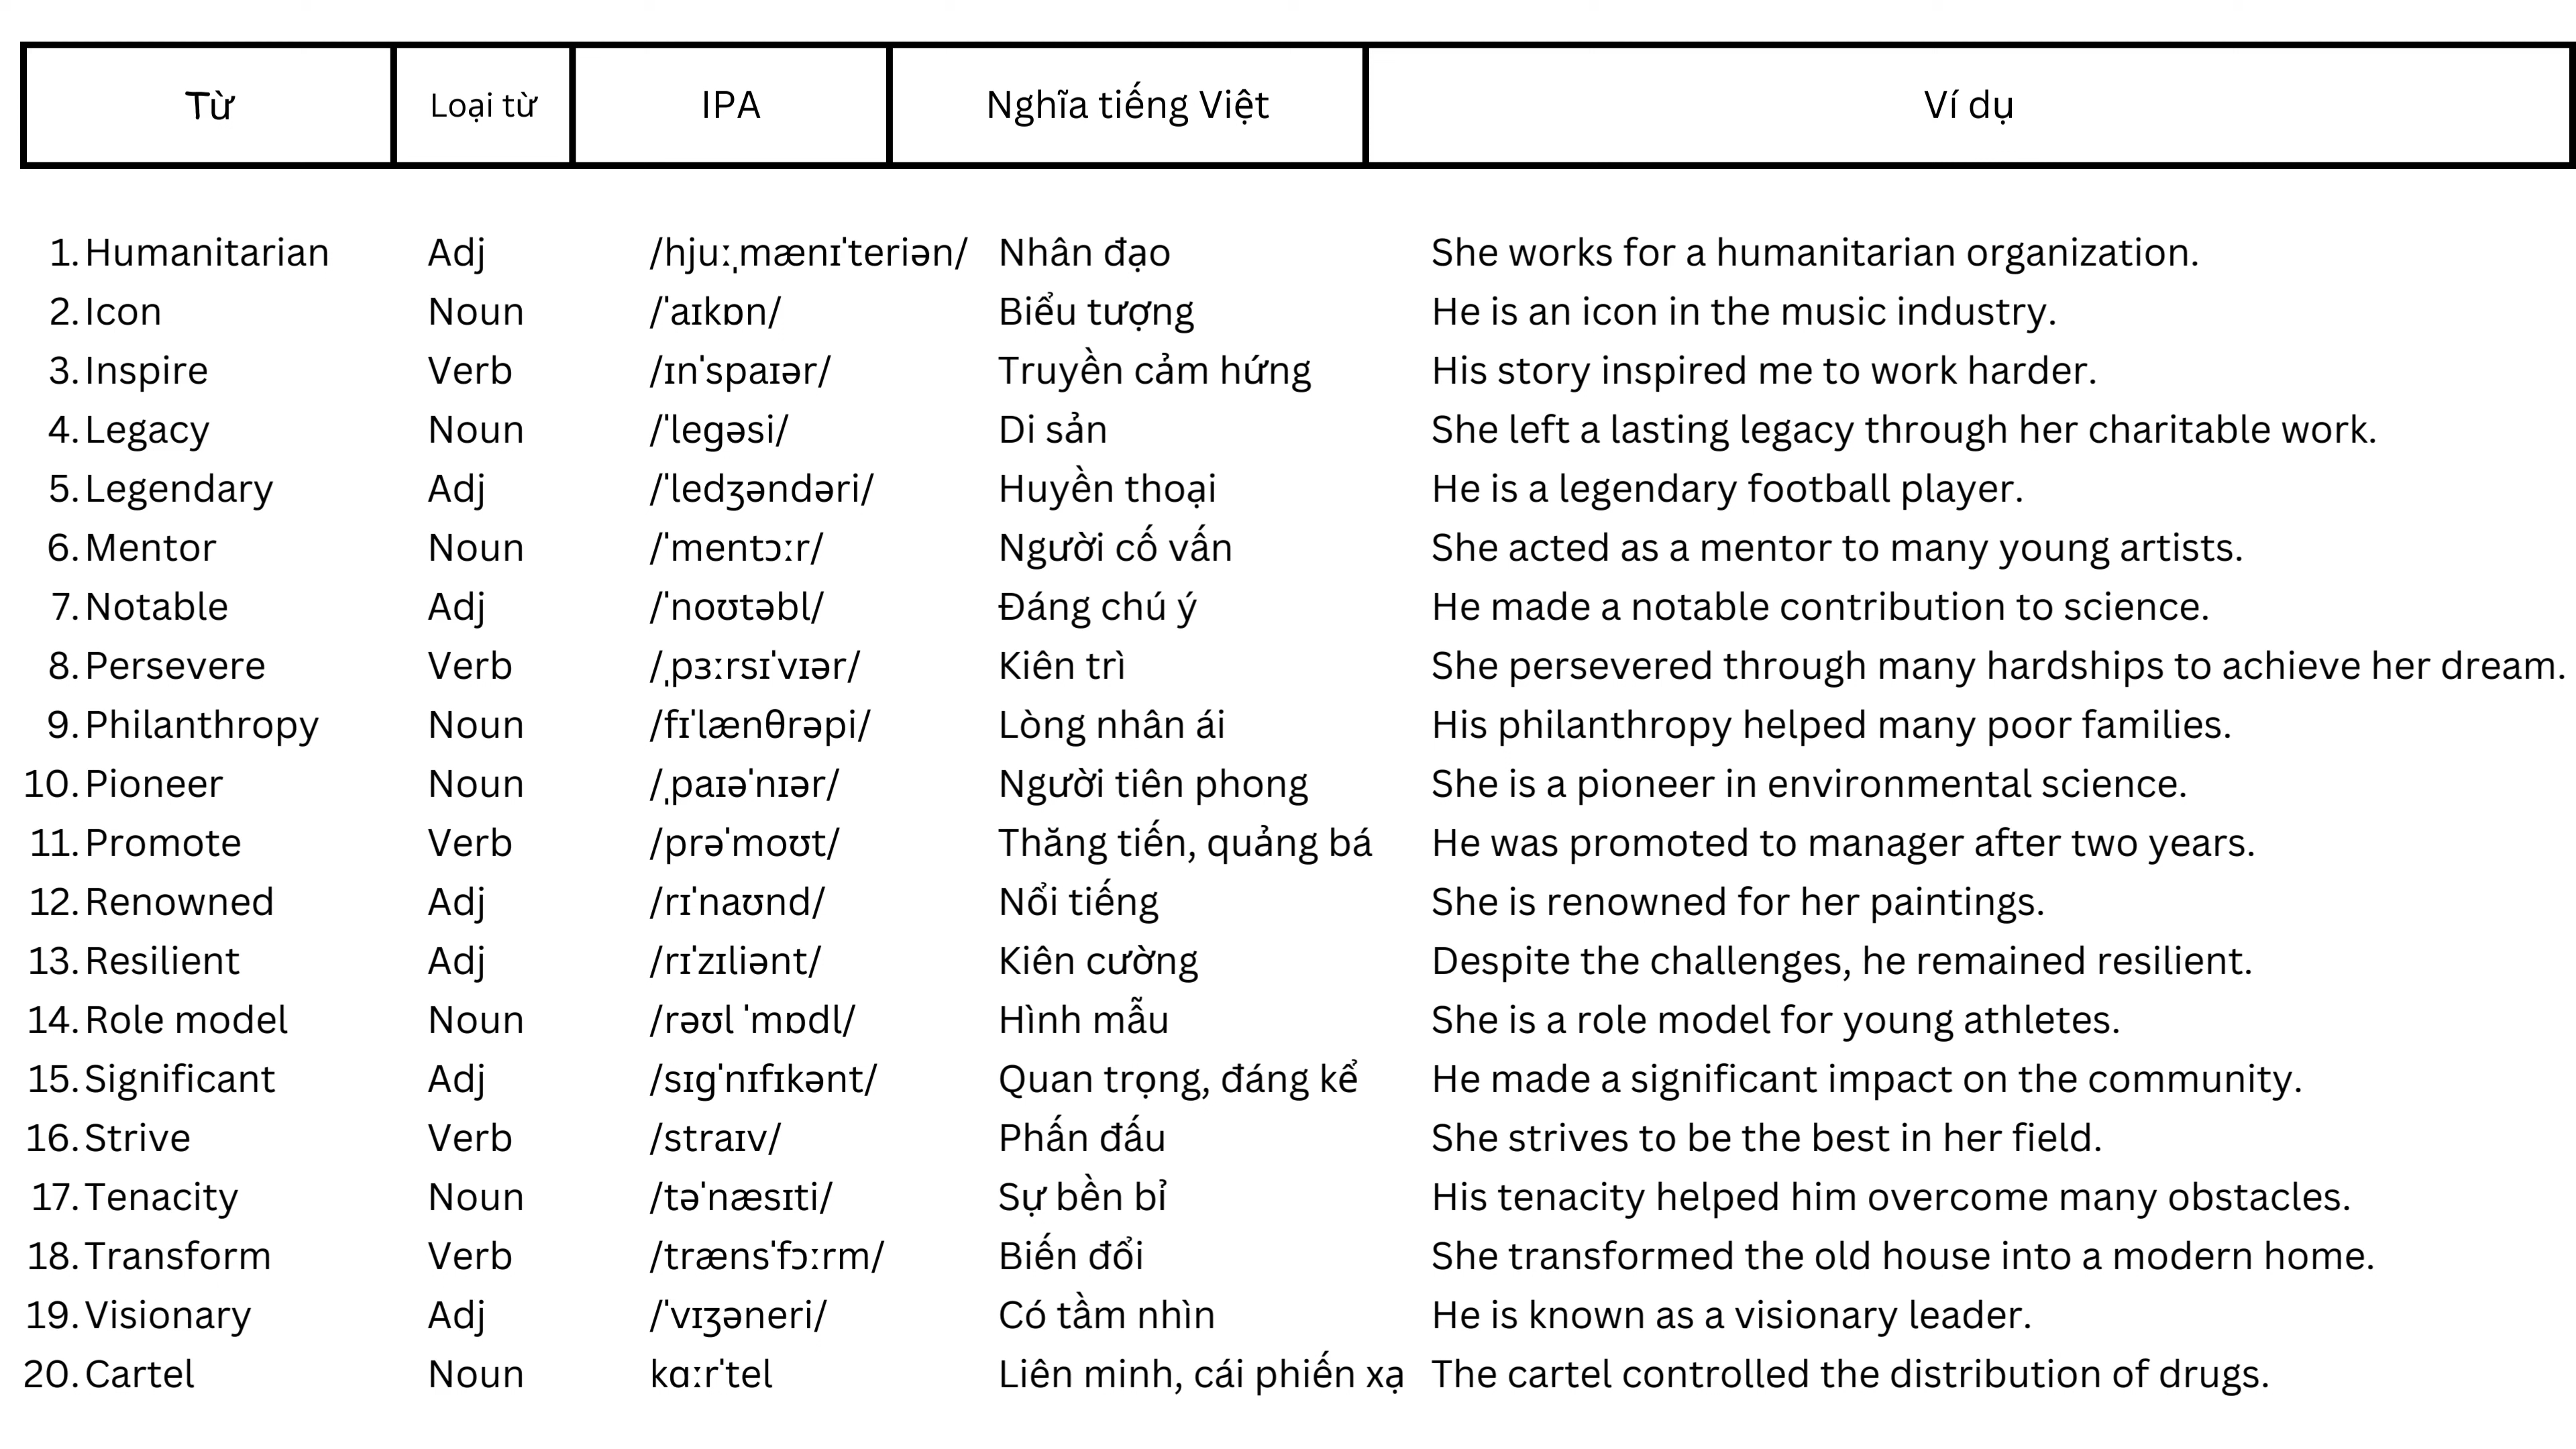 Từ Loại từ IPA Nghĩa tiếng Việt Ví dụ
1. Humanitarian Adj /hjuːˌmænɪˈteriən/ Nhân đạo She works for a humanitarian organization.
2. Icon Noun /ˈaɪkɒn/ Biểu tượng He is an icon in the music industry.
3. Inspire Verb /ɪnˈspaɪər/ Truyền cảm hứng His story inspired me to work harder.
4. Legacy Noun /ˈleɡəsi/ Di sản She left a lasting legacy through her charitable work.
5. Legendary Adj /ˈledʒəndəri/ Huyền thoại He is a legendary football player.
6. Mentor Noun /ˈmentɔːr/ Người cố vấn She acted as a mentor to many young artists.
7. Notable Adj /ˈnoʊtəbl/ Đáng chú ý He made a notable contribution to science.
8. Persevere Verb /ˌpɜːrsɪˈvɪər/ Kiên trì She persevered through many hardships to achieve her dream.
9. Philanthropy Noun /fɪˈlænθrəpi/ Lòng nhân ái His philanthropy helped many poor families.
10. Pioneer Noun /ˌpaɪəˈnɪər/ Người tiên phong She is a pioneer in environmental science.
11. Promote Verb /prəˈmoʊt/ Thăng tiến, quảng bá He was promoted to manager after two years.
12. Renowned Adj /rɪˈnaʊnd/ Nổi tiếng She is renowned for her paintings.
13. Resilient Adj /rɪˈzɪliənt/ Kiên cường Despite the challenges, he remained resilient.
14. Role model Noun /rəʊl ˈmɒdl/ Hình mẫu She is a role model for young athletes.
15. Significant Adj /sɪɡˈnɪfɪkənt/ Quan trọng, đáng kể He made a significant impact on the community.
16. Strive Verb /straɪv/ Phấn đấu She strives to be the best in her field.
17. Tenacity Noun /təˈnæsɪti/ Sự bền bỉ His tenacity helped him overcome many obstacles.
18. Transform Verb /trænsˈfɔːrm/ Biến đổi She transformed the old house into a modern home.
19. Visionary Adj /ˈvɪʒəneri/ Có tầm nhìn He is known as a visionary leader.
20. Cartel Noun kɑːrˈtel Liên minh, cái phiến xạ The cartel controlled the distribution of drugs.